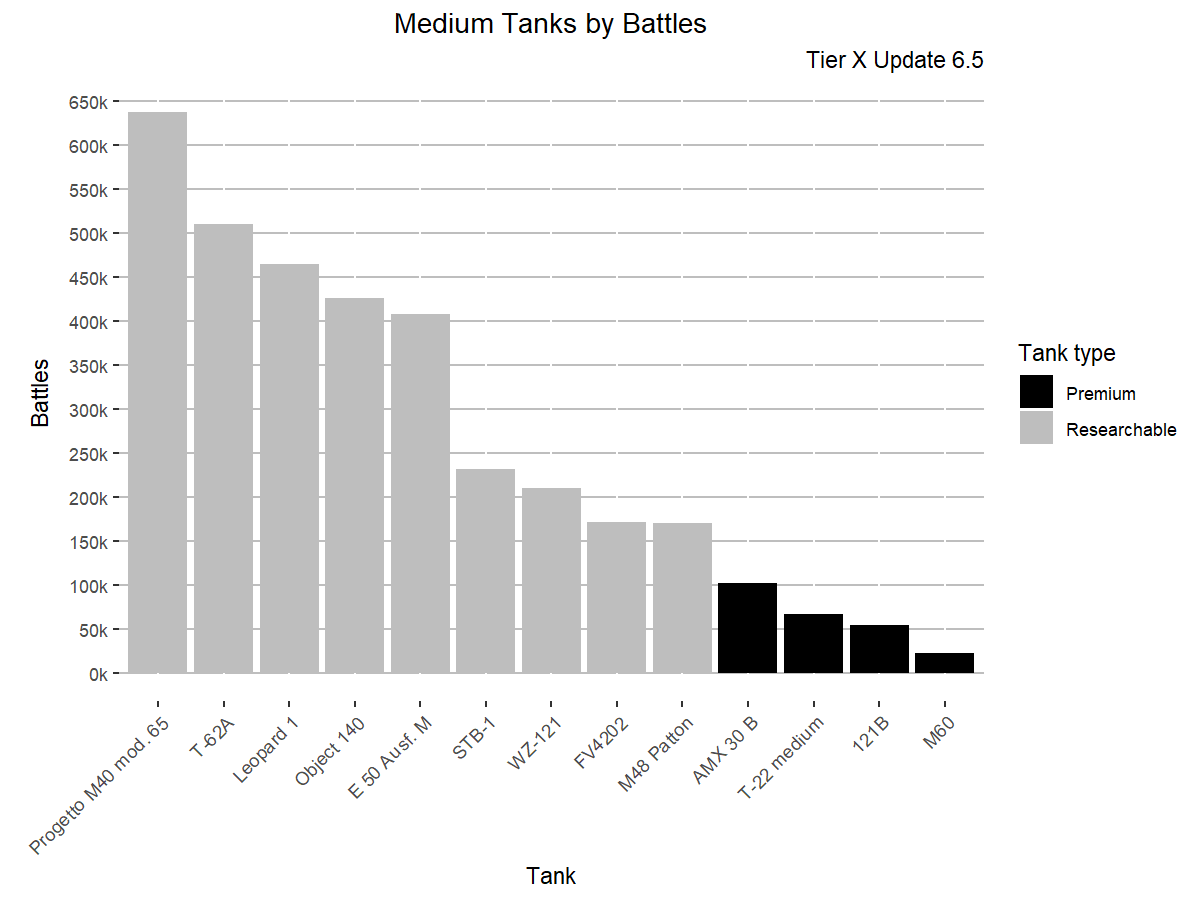 Medium Tanks by Battles
Tier X Update 6.5
650k
600k
550k
500k
450k
400k
350k
300k
250k
200k
150k
100k
50k
0k
Battles
Progetto M40 mod. 65
T-62A
Leopard 1
Object 140
E 50 Ausf. M
STB-1
WZ-121
FV4202
M48 Patton
AMX 30 B
T-22 medium
121B
M60
Tank
Tank type
Premium
Researchable